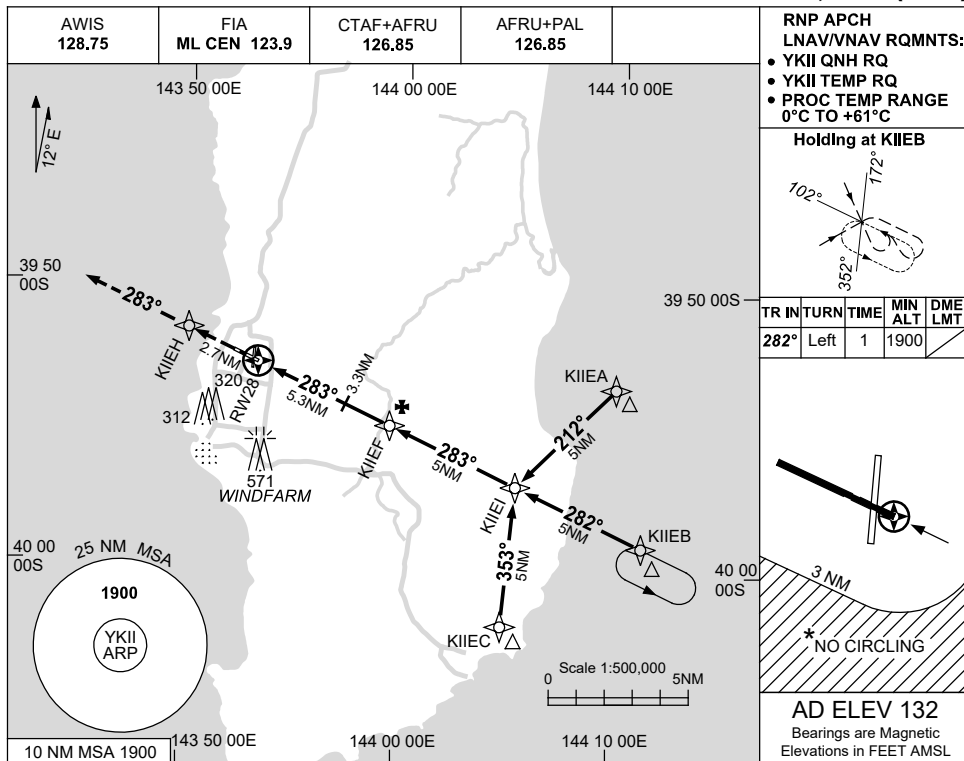 AWIS
128.75
FIA
ML CEN 123.9
CTAF+AFRU
126.85
AFRU+PAL
126.85
RNP APCH
LNAV/VNAV RQMNTS:
• YKII QNH RQ
• YKII TEMP RQ
• PROC TEMP RANGE
0°C TO +61°C
143 50 00E
144 00 00E
144 10 00E
12° E
Holding at KIIEB
102°
172°
352°
39 50
00S
39 50 00S
TR IN
TURN
TIME
MIN
ALT
DME
LMT
282°
Left
1
1900
283°
KIIEH
2.7NM
RW28
320
312
571
WINDFARM
283°
5.3NM
3.3NM
KIIEF
283°
5NM
KIIEA
212°
5NM
KIIEI
282°
5NM
KIIEB
353°
5NM
KIIEC
40 00
00S
40 00
00S
25 NM MSA
1900
YKII
ARP
Scale 1:500,000
0
5NM
3 NM
*NO CIRCLING
10 NM MSA 1900
143 50 00E
144 00 00E
144 10 00E
AD ELEV 132
Bearings are Magnetic
Elevations in FEET AMSL